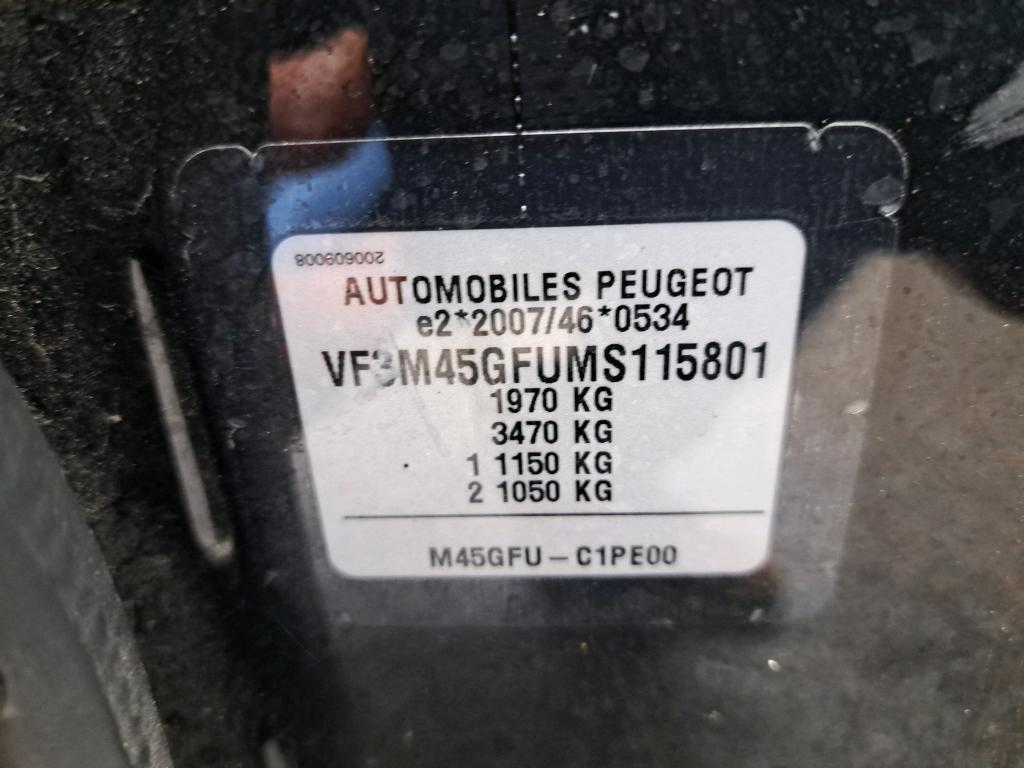 200609008
AUTOMOBILES PEUGEOT
e2*2007/46*0534
VF3M45GFUMS115801
1970 KG
3470 KG
1 1150 KG
2 1050 KG
M45GFU – C1PE00